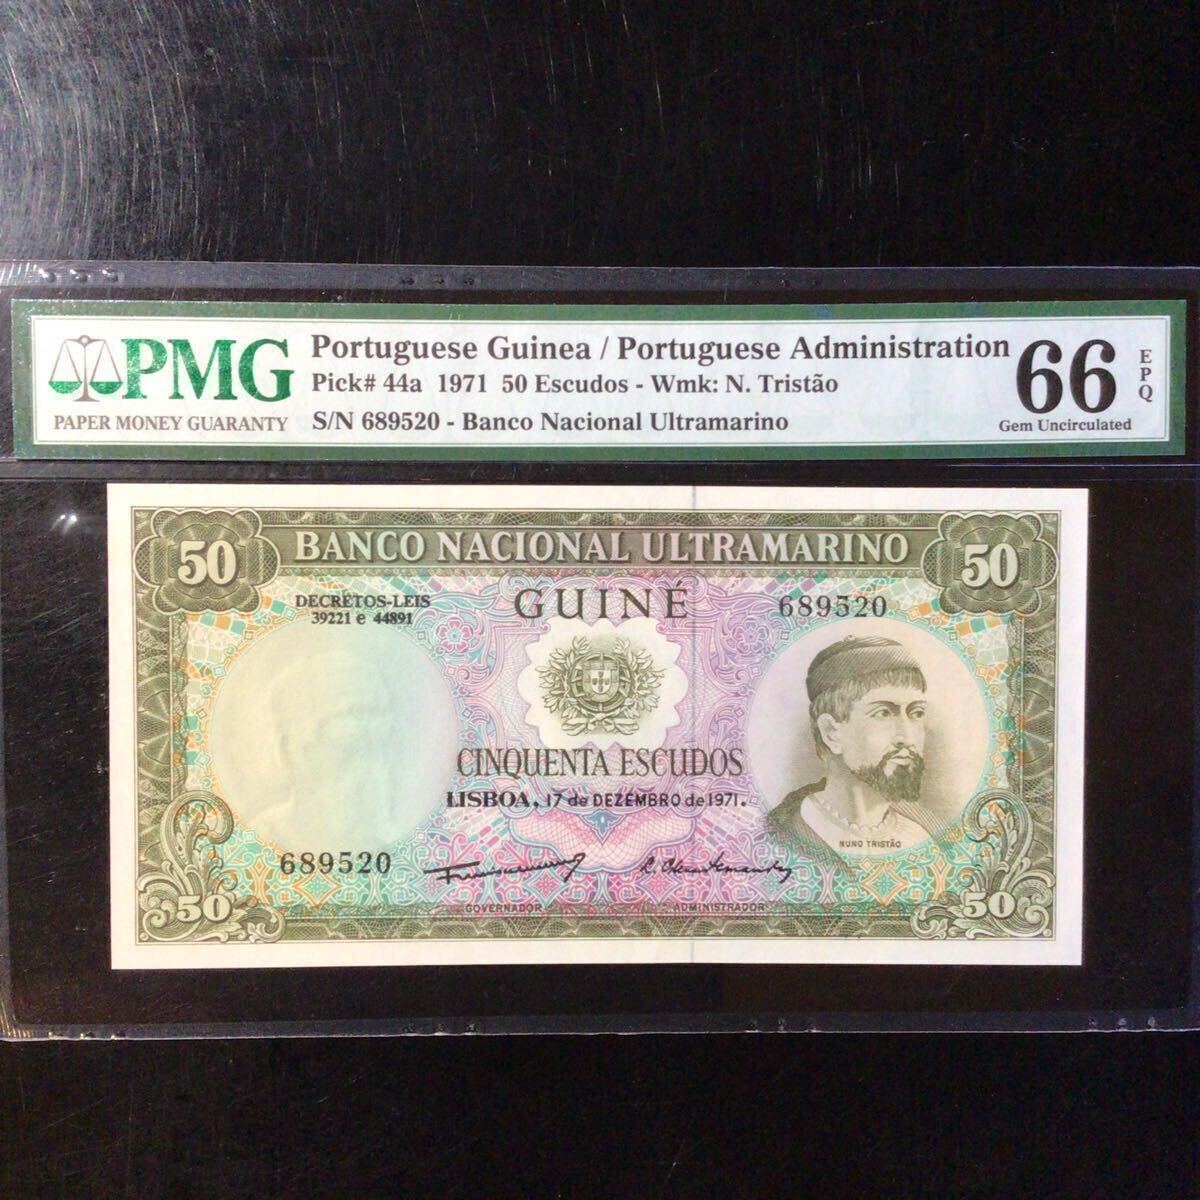 PMG
PAPER MONEY GUARANTY
Portuguese Guinea / Portuguese Administration
Pick# 44a 1971 50 Escudos - Wmk: N. Tristão
S/N 689520 - Banco Nacional Ultramarino
66
EPQ
Gem Uncirculated
50
BANCO NACIONAL ULTRAMARINO
50
DECRETOS-LEIS
39221 e 44891
GUINÉ
689520
CINQUENTA ESCUDOS
LISBOA, 17 de DEZEMBRO de 1971.
NUNO TRISTÃO
689520
50
GOVERNADOR
ADMINISTRADOR
50